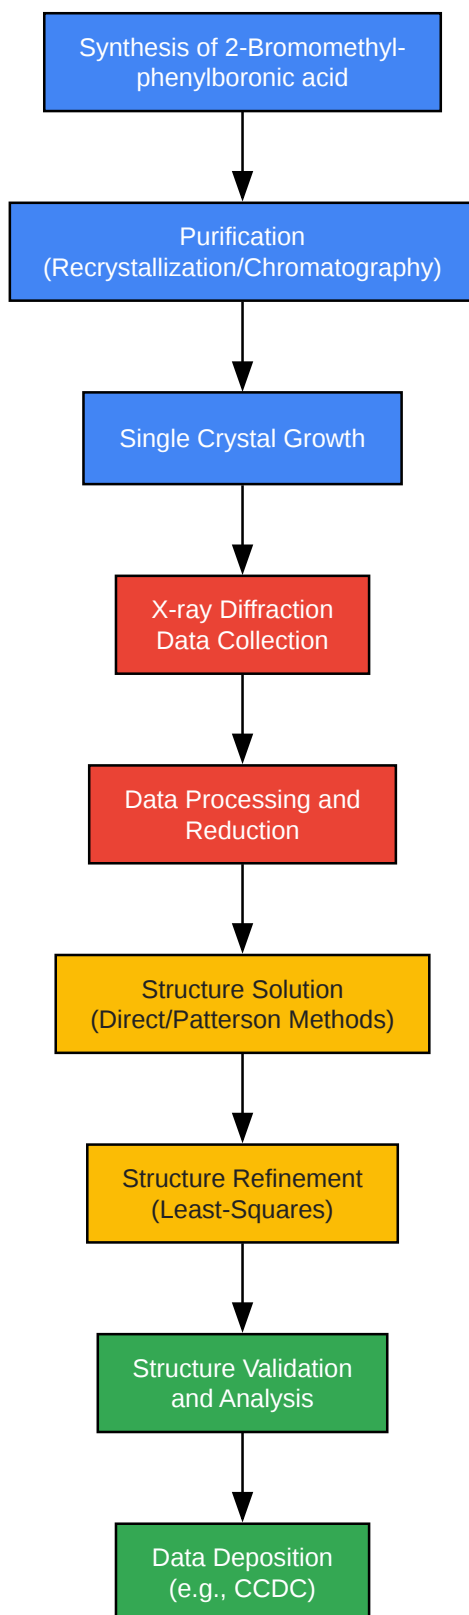 Synthesis of 2-Bromomethyl-
phenylboronic acid
Purification
(Recrystallization/Chromatography)
Single Crystal Growth
X-ray Diffraction
Data Collection
Data Processing and
Reduction
Structure Solution
(Direct/Patterson Methods)
Structure Refinement
(Least-Squares)
Structure Validation
and Analysis
Data Deposition
(e.g., CCDC)